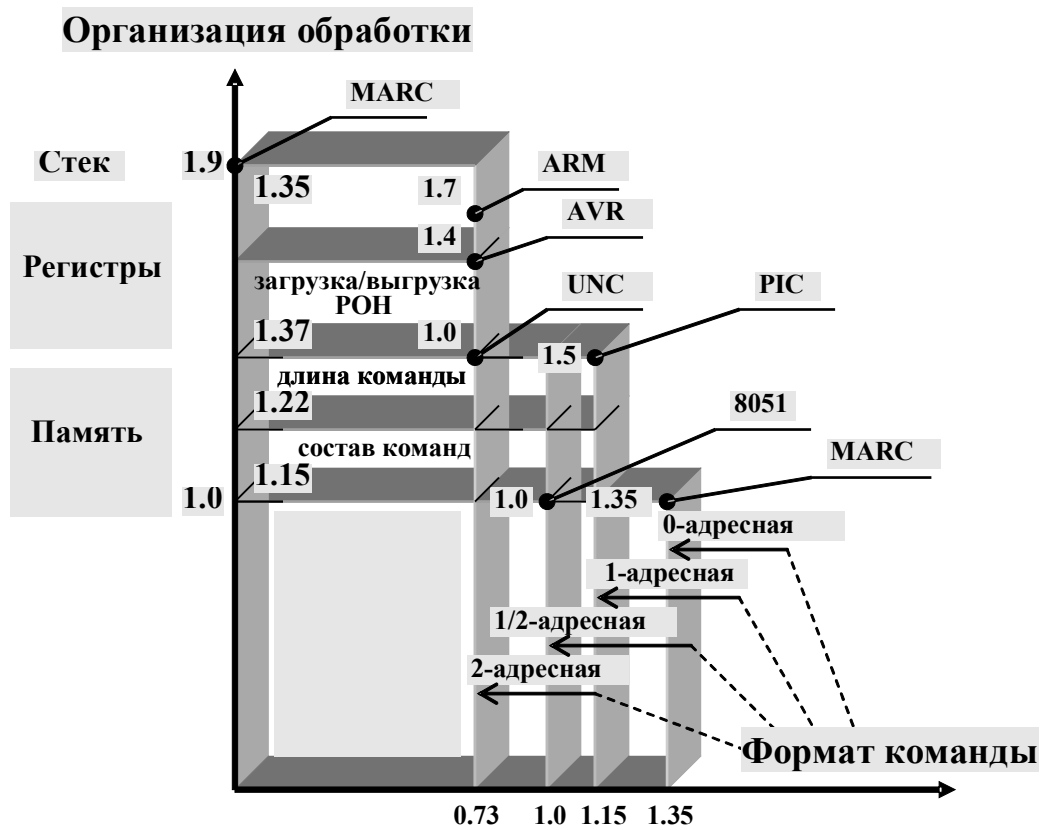 Организация обработки
MARC
Стек
1.9
ARM
1.35
1.7
AVR
1.4
Регистры
загрузка/выгрузка
РОН
UNC
PIC
1.37
1.0
1.5
длина команды
1.22
8051
Память
состав команд
MARC
1.15
1.0
1.0
1.35
0-адресная
1-адресная
1/2-адресная
2-адресная
Формат команды
0.73
1.0
1.15
1.35